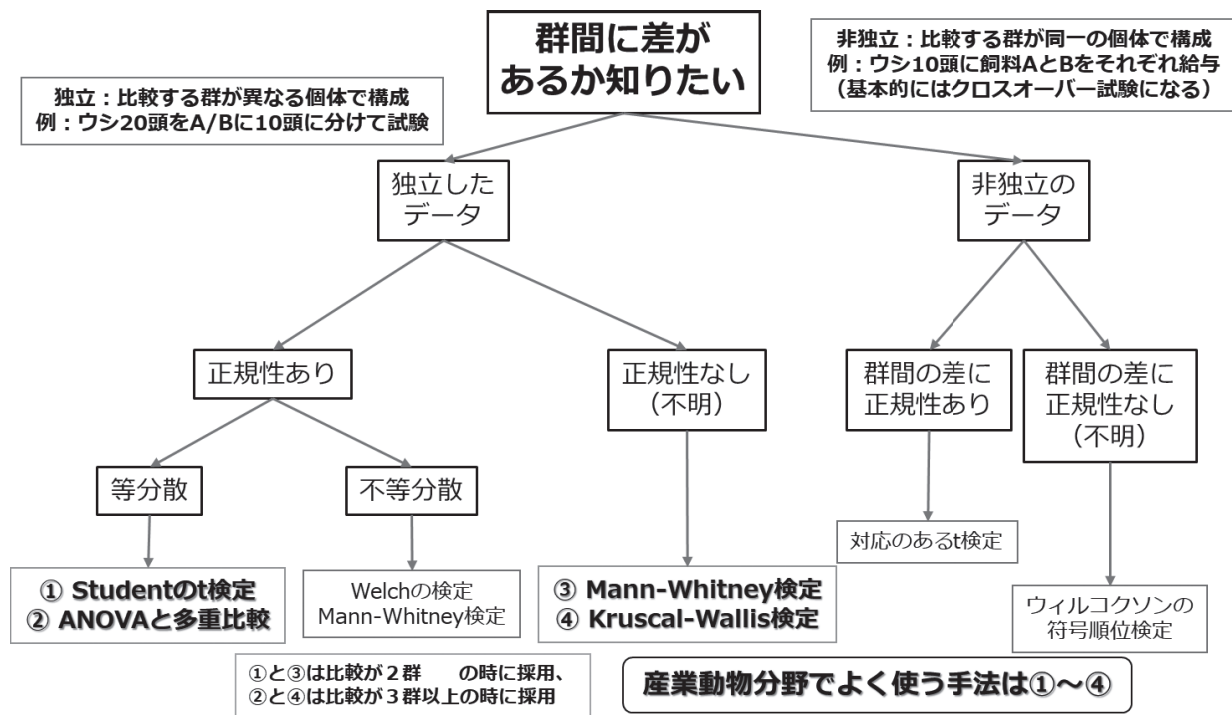 群間に差が
あるか知りたい
独立：比較する群が異なる個体で構成
例：ウシ20頭をA/Bに10頭に分けて試験
非独立：比較する群が同一の個体で構成
例：ウシ10頭に飼料AとBをそれぞれ給与
（基本的にはクロスオーバー試験になる）
独立した
データ
非独立の
データ
正規性あり
正規性なし
（不明）
群間の差に
正規性あり
群間の差に
正規性なし
（不明）
等分散
不等分散
① Studentのt検定
② ANOVAと多重比較
Welchの検定
Mann-Whitney検定
③ Mann-Whitney検定
④ Kruscal-Wallis検定
対応のあるt検定
ウィルコクソンの
符号順位検定
①と③は比較が２群　　の時に採用、
②と④は比較が３群以上の時に採用
産業動物分野でよく使う手法は①～④